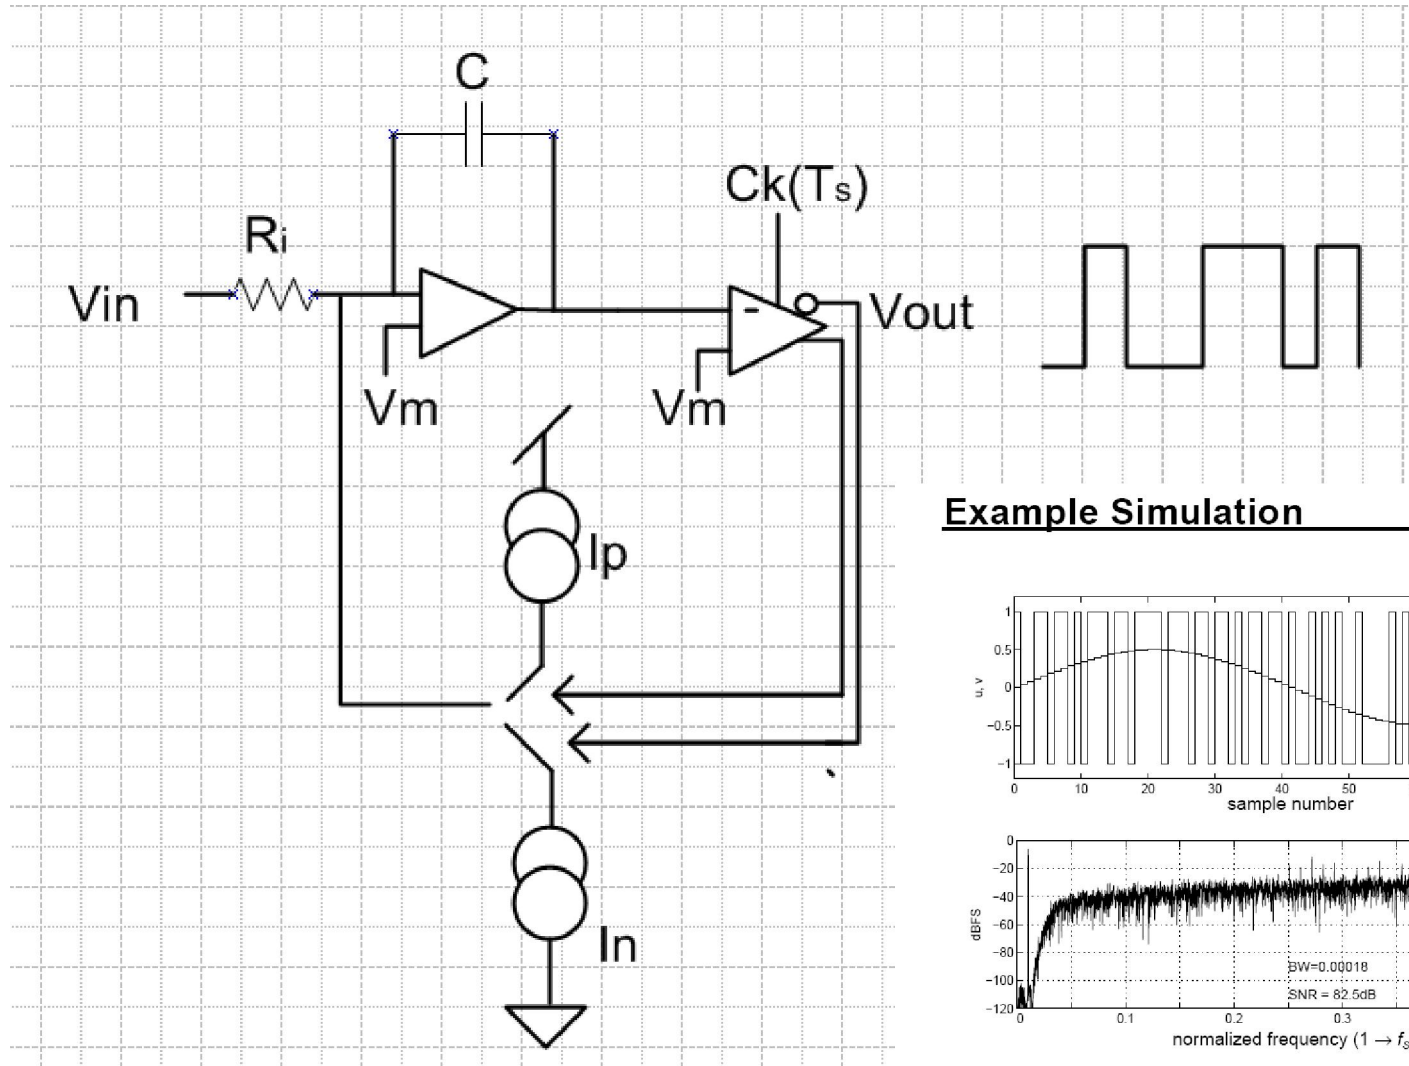 C
Ck(Ts)
Ri
Vin
Vout
Vm
Vm
Ip
In
Example Simulation
1
0.5
0
−0.5
−1
u, v
0 10 20 30 40 50
sample number
0
−20
−40
−60
−80
−100
−120
dBFS
BW=0.00018
SNR = 82.5dB
0 0.1 0.2 0.3
normalized frequency (1 → fs